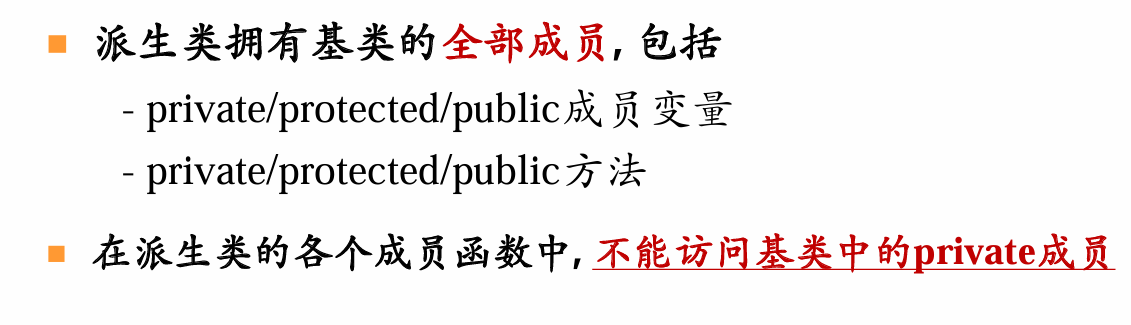 派生类拥有基类的全部成员, 包括
- private/protected/public成员变量
- private/protected/public方法
在派生类的各个成员函数中, 不能访问基类中的private成员